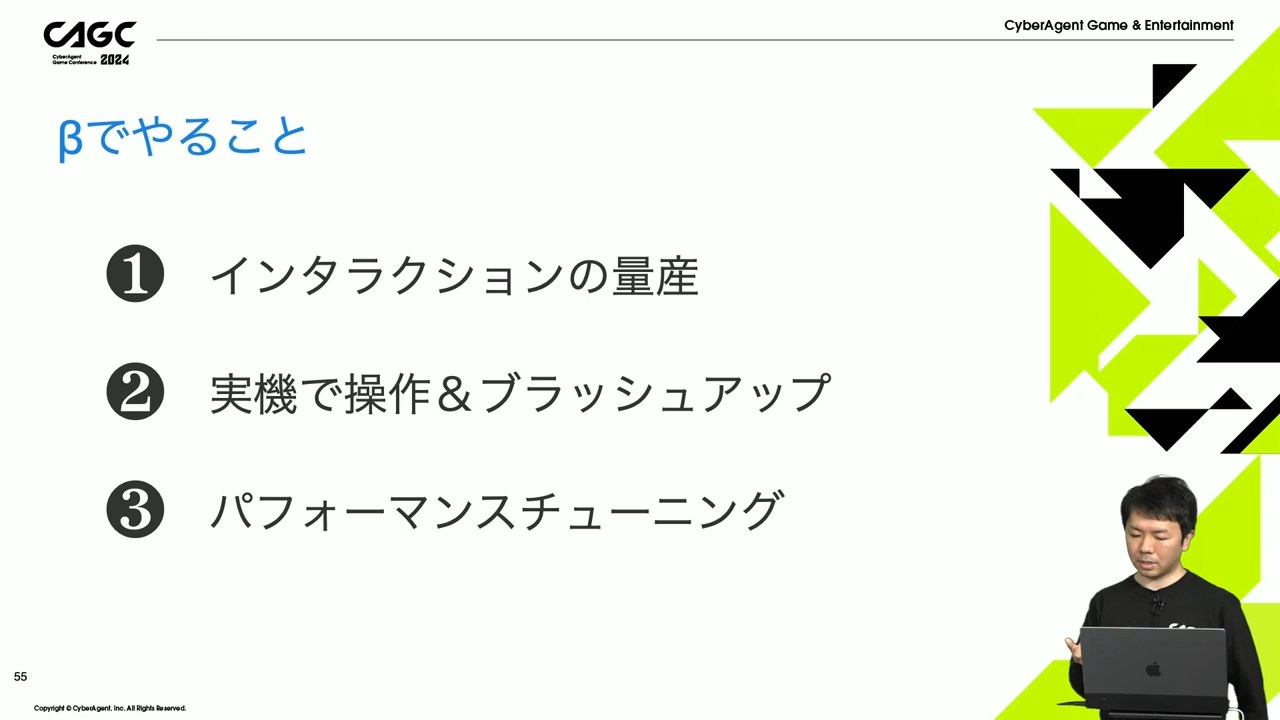 CAGC
CyberAgent
Game Conference 2024
CyberAgent Game & Entertainment
βでやること
❶ インタラクションの量産
❷ 実機で操作&ブラッシュアップ
❸ パフォーマンスチューニング
55
Copyright © CyberAgent, Inc. All Rights Reserved.